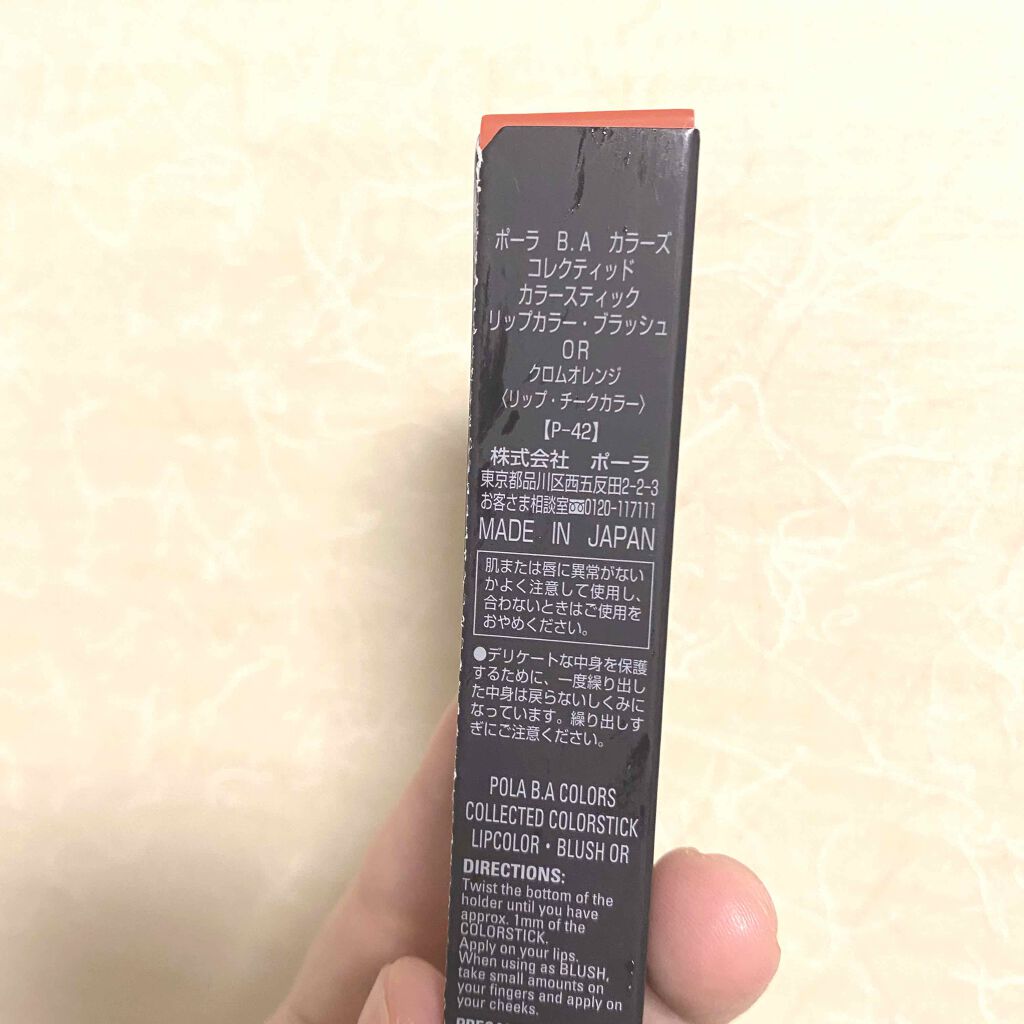 ポーラ B.A カラーズ
コレクティッド
カラースティック
リップカラー・ブラッシュ
OR
クロムオレンジ
〈リップ・チークカラー〉
【P-42】
株式会社 ポーラ
東京都品川区西五反田2-2-3
お客さま相談室0120-117111
MADE IN JAPAN
肌または唇に異常がない
かよく注意して使用し、
合わないときはご使用を
おやめください。
●デリケートな中身を保護
するために、一度繰り出し
た中身は戻らないしくみに
なっています。繰り出しす
ぎにご注意ください。
POLA B.A COLORS
COLLECTED COLORSTICK
LIPCOLOR・BLUSH OR
DIRECTIONS:
Twist the bottom of the
holder until you have
approx. 1mm of the
COLORSTICK.
Apply on your lips.
When using as BLUSH,
take small amounts on
your fingers and apply on
your cheeks.